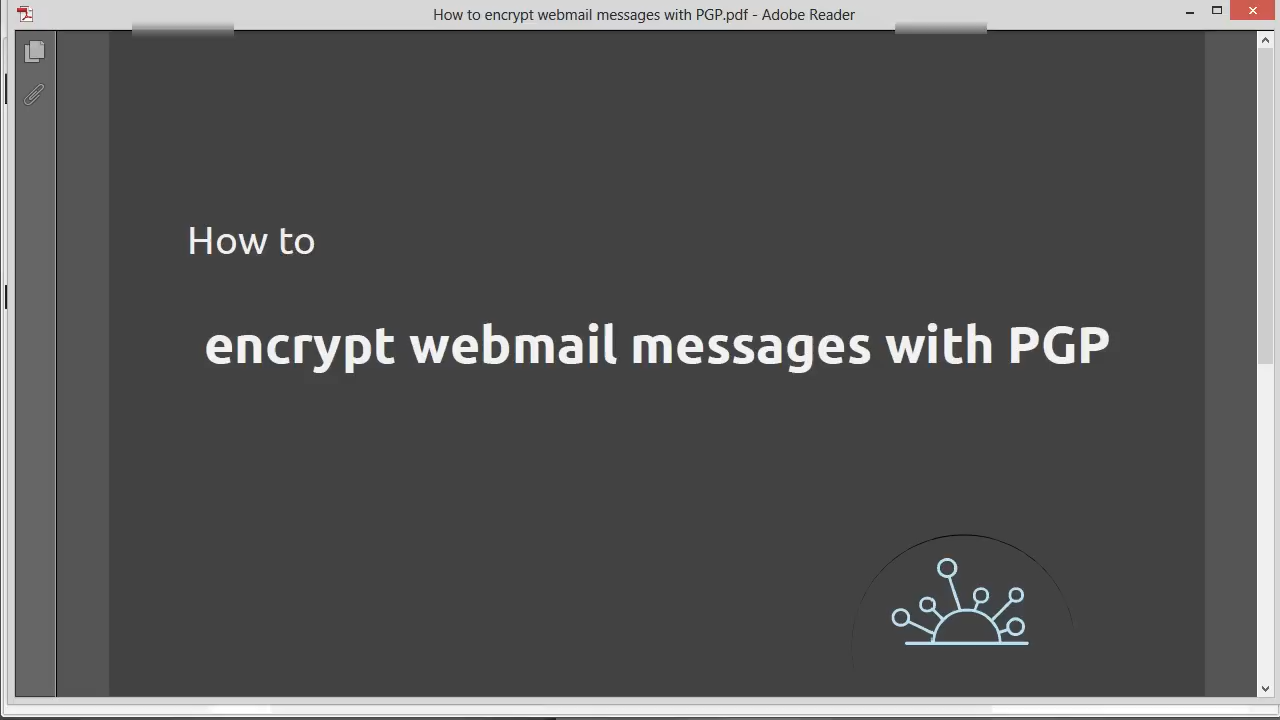 How to encrypt webmail messages with PGP.pdf - Adobe Reader
How to
encrypt webmail messages with PGP